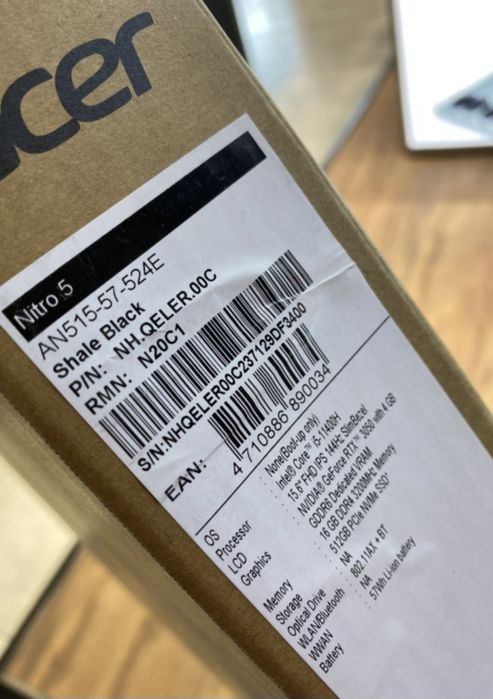 acer
Nitro 5
AN515-57-524E
Shale Black
P/N: NH.QELER.00C
RMN: N20C1
S/N:NHQELER00C237129DF3400
EAN: 4 710886 890034
OS : None(Boot-up only)
Processor : Intel® Core™ i5-11400H
LCD : 15.6" FHD IPS 144Hz SlimBezel
Graphics : NVIDIA® GeForce RTX™ 3050 with 4 GB
GDDR6 Dedicated VRAM
Memory : 16 GB DDR4 3200MHz Memory
Storage : 512GB PCIe NVMe SSD
Optical Drive : NA
WLAN/Bluetooth : 802.11AX + BT
WWAN : NA
Battery : 57Wh Li-ion battery